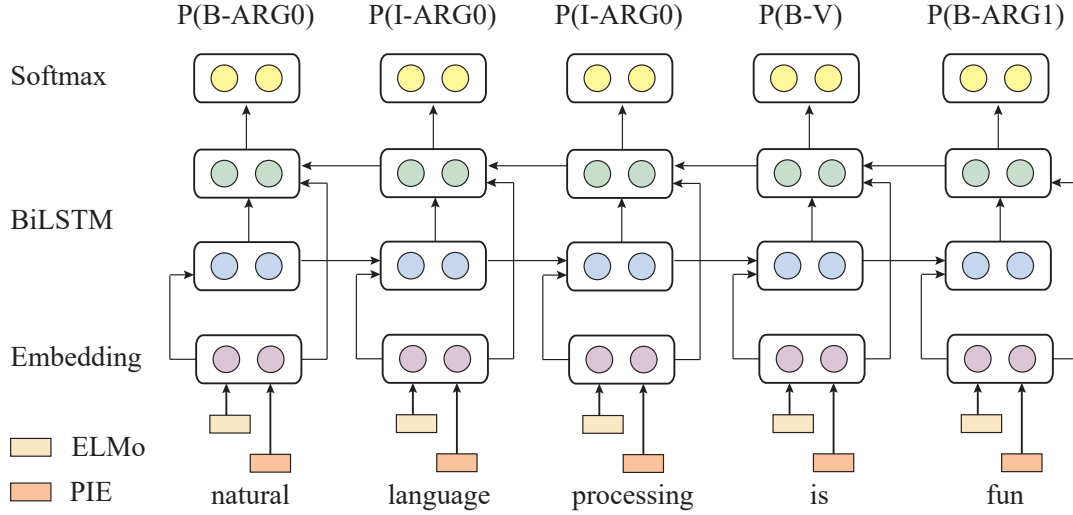 P(B-ARG0) P(I-ARG0) P(I-ARG0) P(B-V) P(B-ARG1)
Softmax
BiLSTM
Embedding
ELMo
PIE
natural language processing is fun